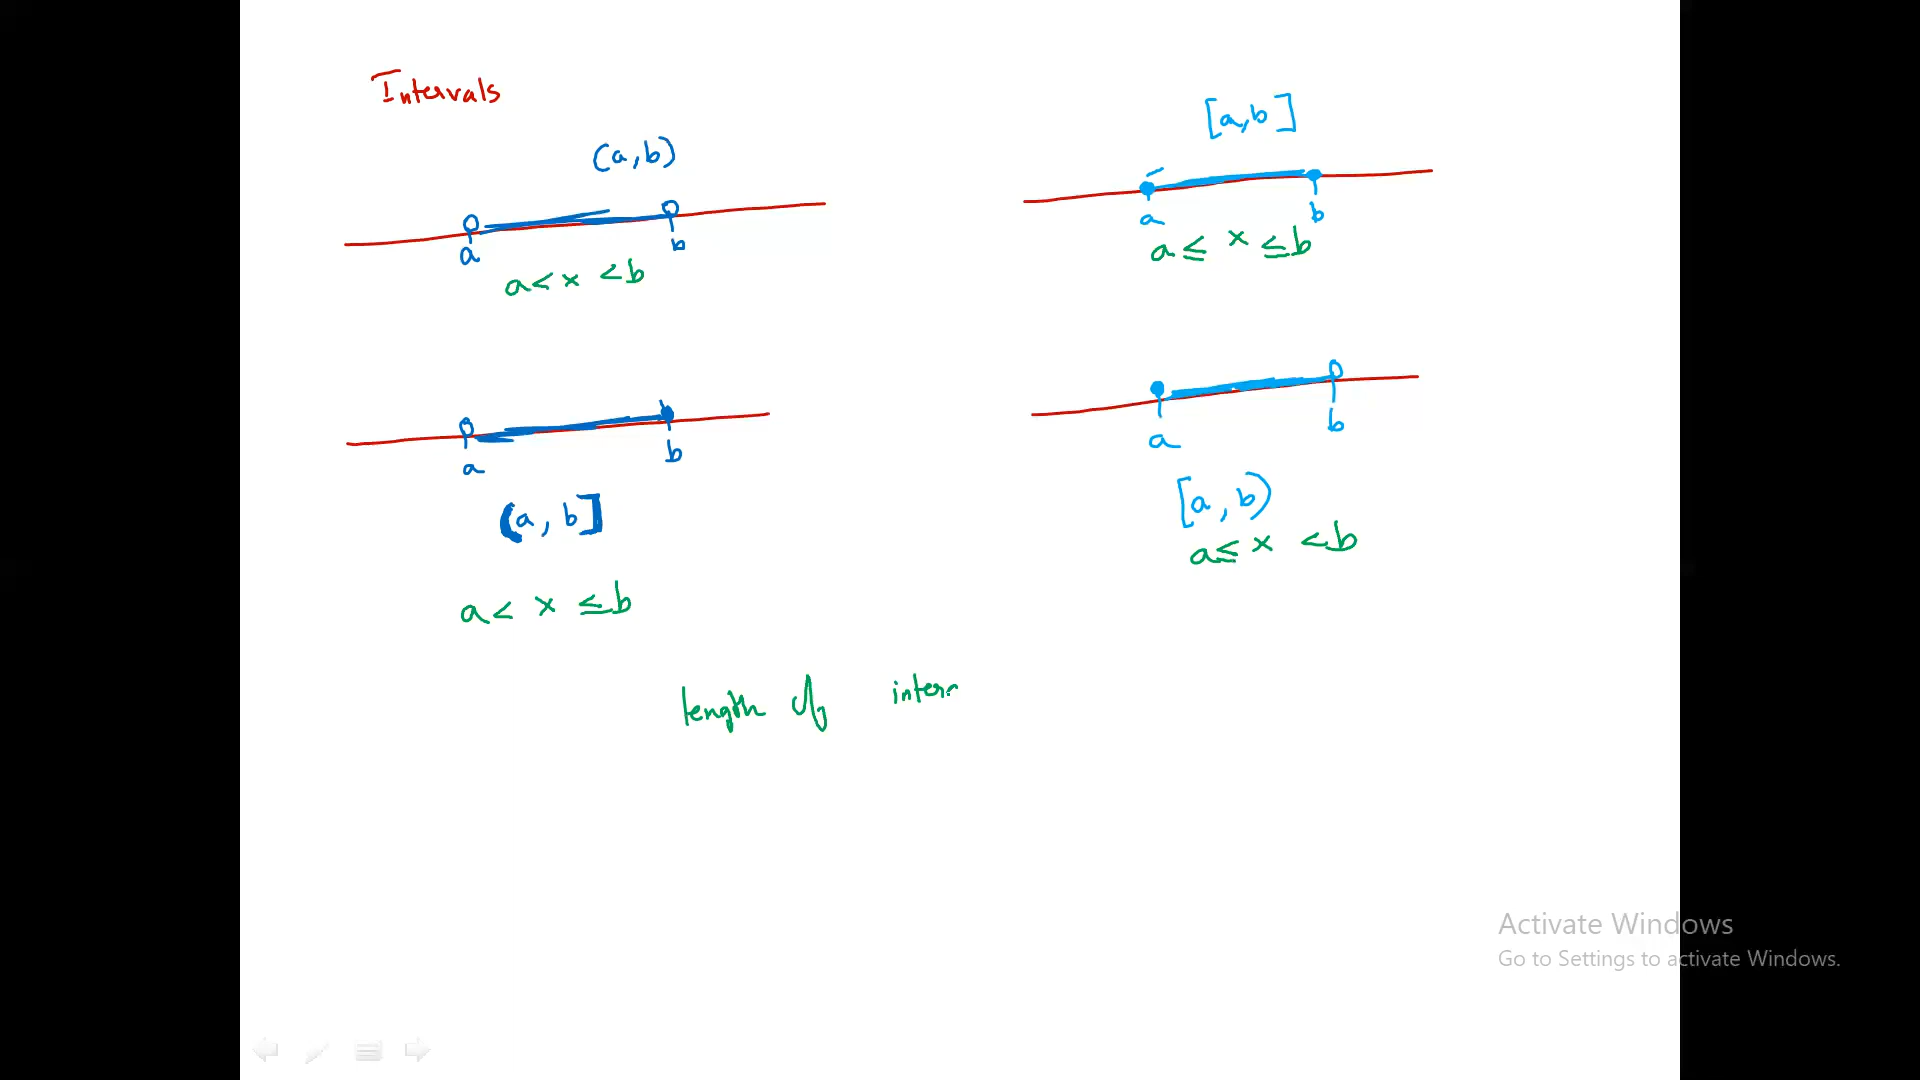 Intervals
(a,b)
a b
a < x < b
[a,b]
a b
a ≤ x ≤ b
a b
(a, b]
a < x ≤ b
a b
[a, b)
a ≤ x < b
length of inter
Activate Windows
Go to Settings to activate Windows.